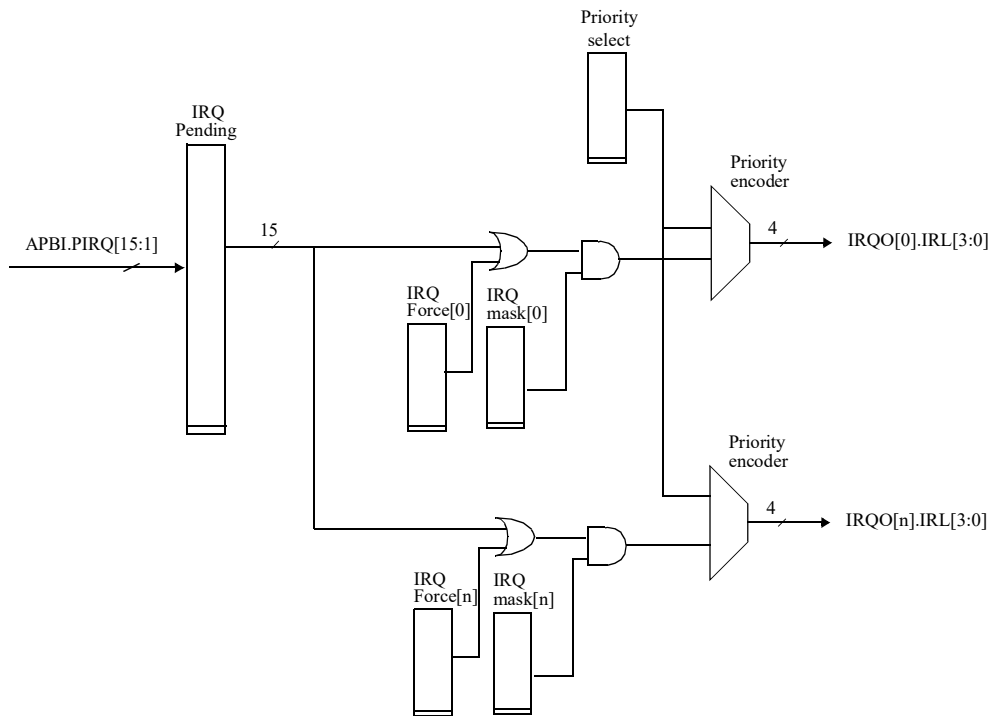 Priority
select
IRQ
Pending
Priority
encoder
15
4
APBI.PIRQ[15:1]
IRQO[0].IRL[3:0]
IRQ
Force[0]
IRQ
mask[0]
Priority
encoder
4
IRQO[n].IRL[3:0]
IRQ
Force[n]
IRQ
mask[n]